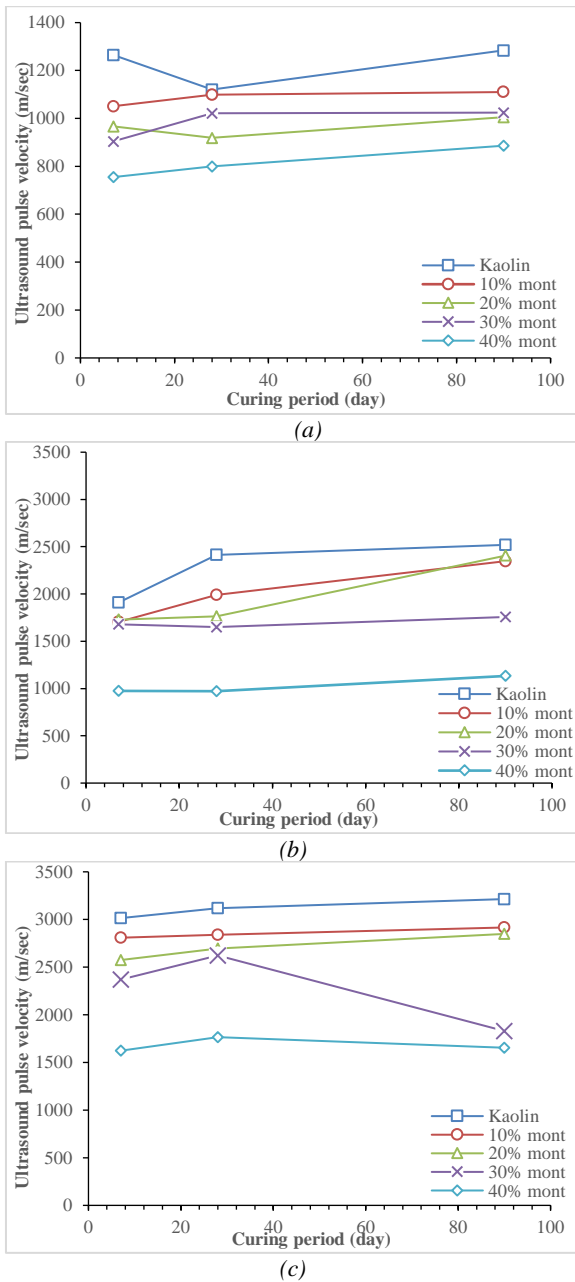 1400
1200
1000
800
600
400
200
0
Ultrasound pulse velocity (m/sec)
Kaolin
10% mont
20% mont
30% mont
40% mont
0 20 40 60 80 100
Curing period (day)
(a)
3500
3000
2500
2000
1500
1000
500
0
Ultrasound pulse velocity (m/sec)
Kaolin
10% mont
20% mont
30% mont
40% mont
0 20 40 60 80 100
Curing period (day)
(b)
3500
3000
2500
2000
1500
1000
500
0
Ultrasound pulse velocity (m/sec)
Kaolin
10% mont
20% mont
30% mont
40% mont
0 20 40 60 80 100
Curing period (day)
(c)